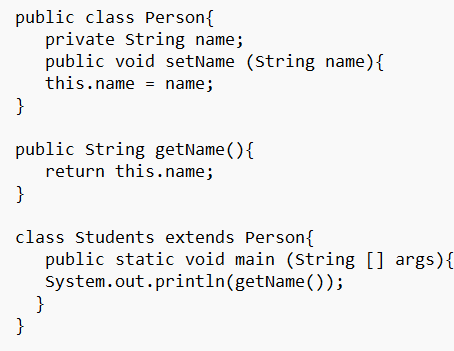 public class Person{
private String name;
public void setName (String name){
this.name = name;
}
public String getName(){
return this.name;
}
class Students extends Person{
public static void main (String [] args){
System.out.println(getName());
}
}